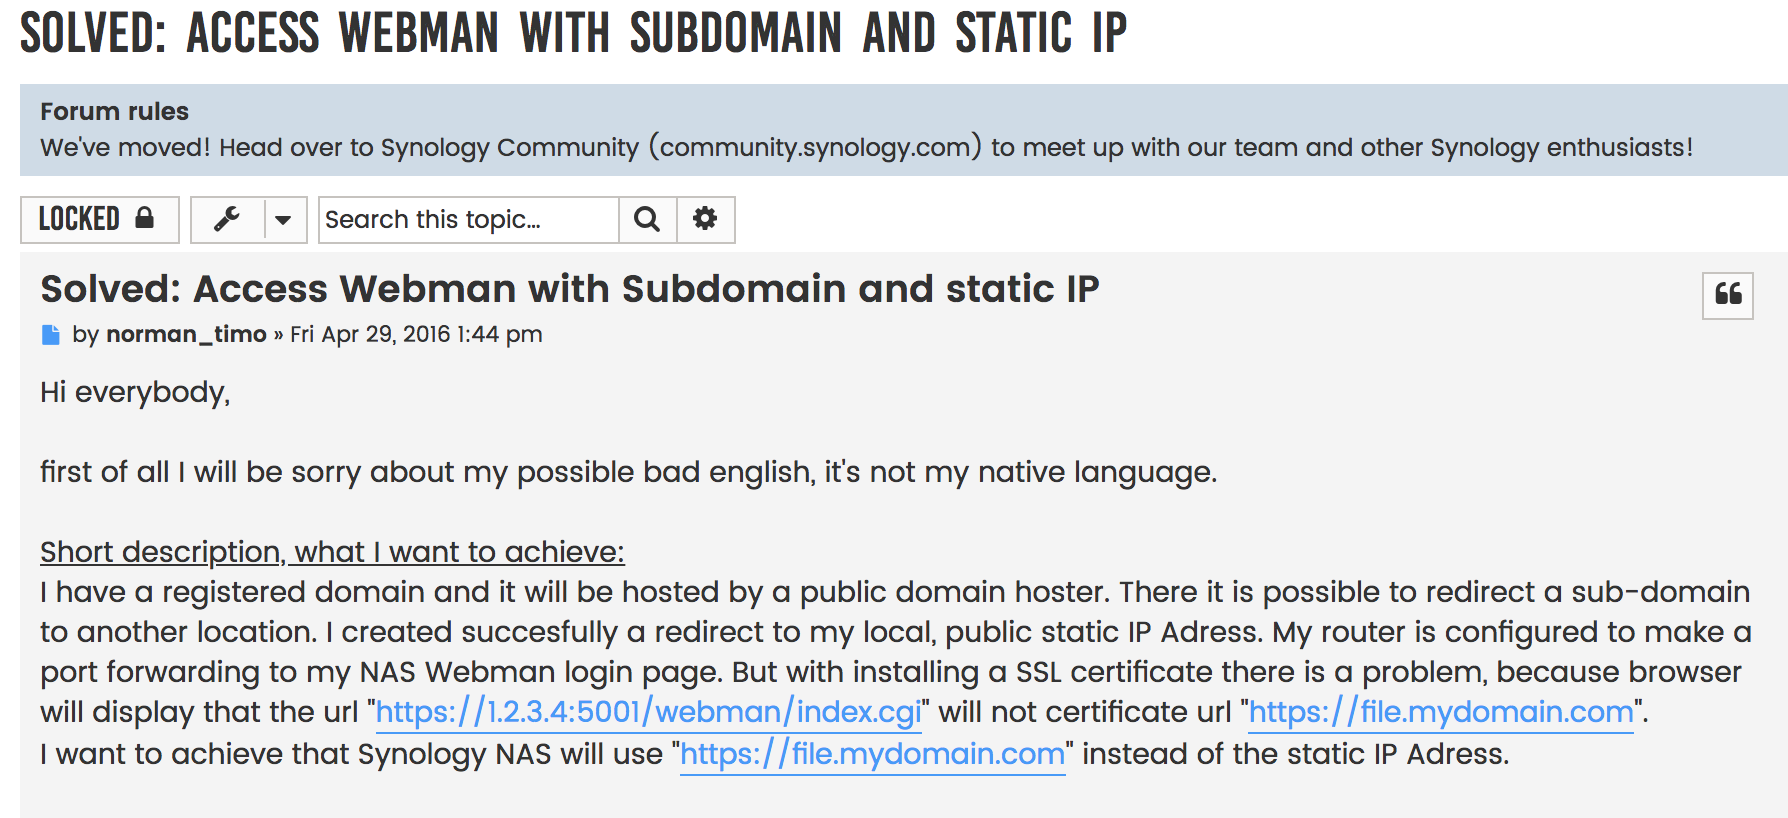 SOLVED: ACCESS WEBMAN WITH SUBDOMAIN AND STATIC IP
Forum rules
We've moved! Head over to Synology Community (community.synology.com) to meet up with our team and other Synology enthusiasts!
LOCKED
Search this topic...
Solved: Access Webman with Subdomain and static IP
by norman_timo » Fri Apr 29, 2016 1:44 pm
Hi everybody,
first of all I will be sorry about my possible bad english, it's not my native language.
Short description, what I want to achieve:
I have a registered domain and it will be hosted by a public domain hoster. There it is possible to redirect a sub-domain
to another location. I created succesfully a redirect to my local, public static IP Adress. My router is configured to make a
port forwarding to my NAS Webman login page. But with installing a SSL certificate there is a problem, because browser
will display that the url "https://1.2.3.4:5001/webman/index.cgi" will not certificate url "https://file.mydomain.com".
I want to achieve that Synology NAS will use "https://file.mydomain.com" instead of the static IP Adress.